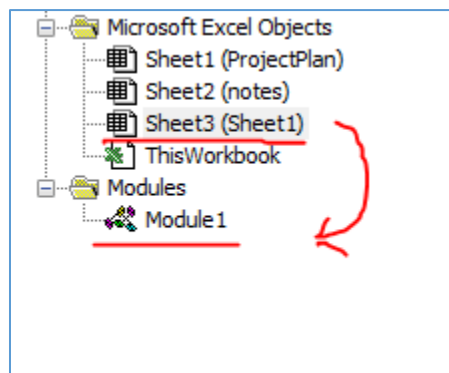 Microsoft Excel Objects
Sheet1 (ProjectPlan)
Sheet2 (notes)
Sheet3 (Sheet1)
ThisWorkbook
Modules
Module1